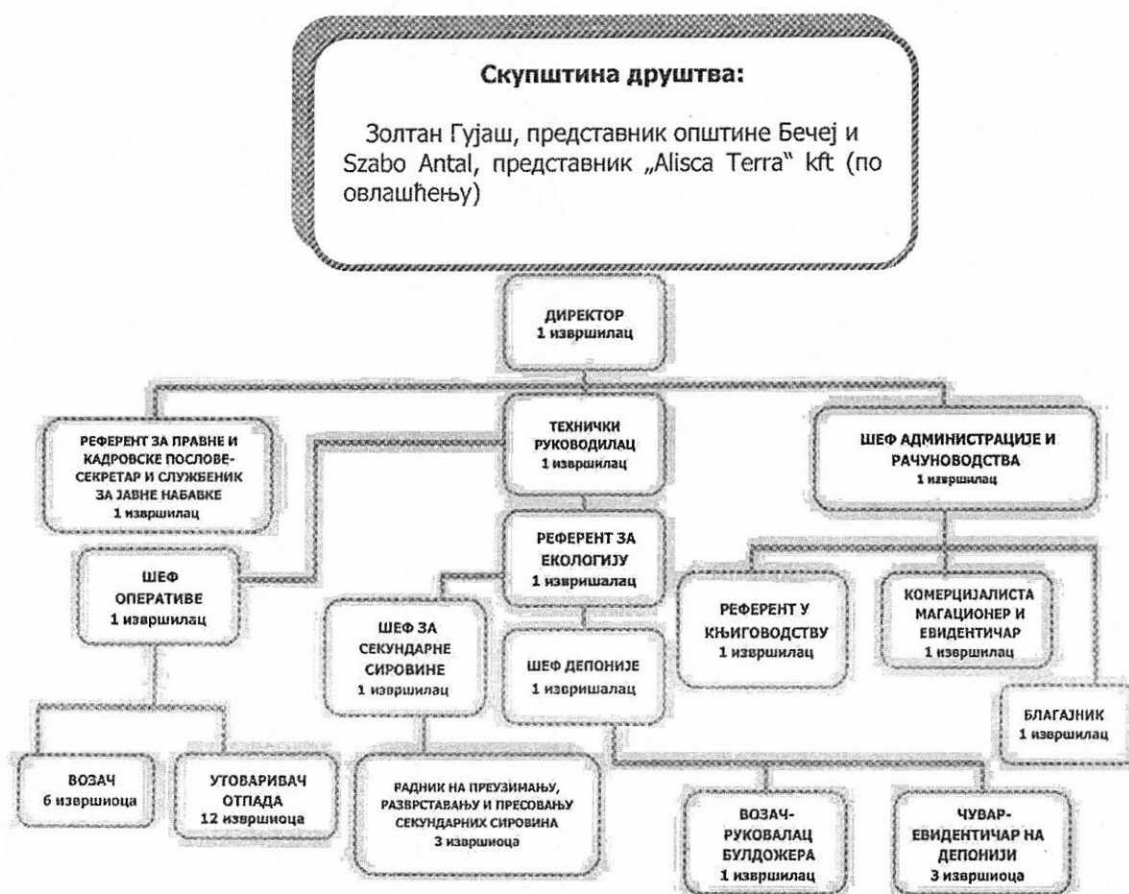 Скупштина друштва:
Золтан Гујаш, представник општине Бечеј и
Szabo Antal, представник „Alisca Terra“ kft (по
овлашћењу)
ДИРЕКТОР
1 извршилац
РЕФЕРЕНТ ЗА ПРАВНЕ И
КАДРОВСКЕ ПОСЛОВЕ-
СЕКРЕТАР И СЛУЖБЕНИК
ЗА ЈАВНЕ НАБАВКЕ
1 извршилац
ТЕХНИЧКИ
РУКОВОДИЛАЦ
1 извршилац
ШЕФ АДМИНИСТРАЦИЈЕ И
РАЧУНОВОДСТВА
1 извршилац
ШЕФ
ОПЕРАТИВЕ
1 извршилац
РЕФЕРЕНТ ЗА
ЕКОЛОГИЈУ
1 извришалац
ШЕФ ЗА
СЕКУНДАРНЕ
СИРОВИНЕ
1 извршилац
ШЕФ ДЕПОНИЈЕ
1 извришалац
РЕФЕРЕНТ У
КЊИГОВОДСТВУ
1 извршилац
КОМЕРЦИЈАЛИСТА
МАГАЦИОНЕР И
ЕВИДЕНТИЧАР
1 извршилац
БЛАГАЈНИК
1 извршилац
ВОЗАЧ
6 извршиоца
УТОВАРИВАЧ
ОТПАДА
12 извршиоца
РАДНИК НА ПРЕУЗИМАЊУ,
РАЗВРСТАВАЊУ И ПРЕСОВАЊУ
СЕКУНДАРНИХ СИРОВИНА
3 извршиоца
ВОЗАЧ-
РУКОВАЛАЦ
БУЛДОЖЕРА
1 извршилац
ЧУВАР-
ЕВИДЕНТИЧАР НА
ДЕПОНИЈИ
3 извршиоца